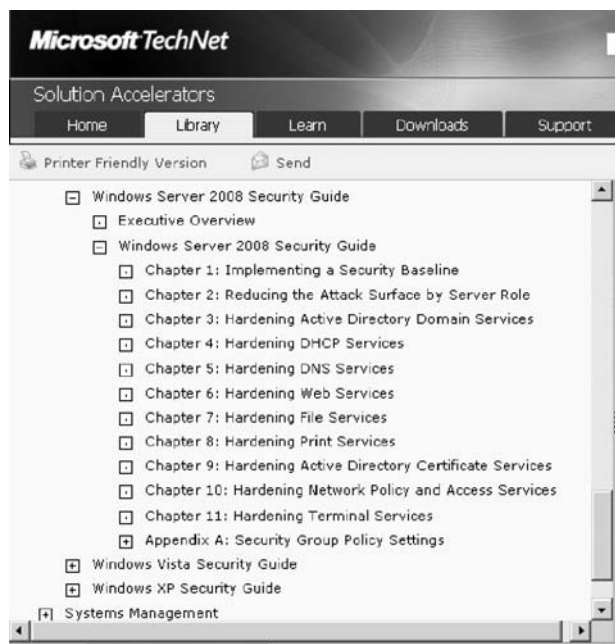 Microsoft TechNet
Solution Accelerators
Home Library Learn Downloads Support
Printer Friendly Version Send
Windows Server 2008 Security Guide
Executive Overview
Windows Server 2008 Security Guide
Chapter 1: Implementing a Security Baseline
Chapter 2: Reducing the Attack Surface by Server Role
Chapter 3: Hardening Active Directory Domain Services
Chapter 4: Hardening DHCP Services
Chapter 5: Hardening DNS Services
Chapter 6: Hardening Web Services
Chapter 7: Hardening File Services
Chapter 8: Hardening Print Services
Chapter 9: Hardening Active Directory Certificate Services
Chapter 10: Hardening Network Policy and Access Services
Chapter 11: Hardening Terminal Services
Appendix A: Security Group Policy Settings
Windows Vista Security Guide
Windows XP Security Guide
Systems Management